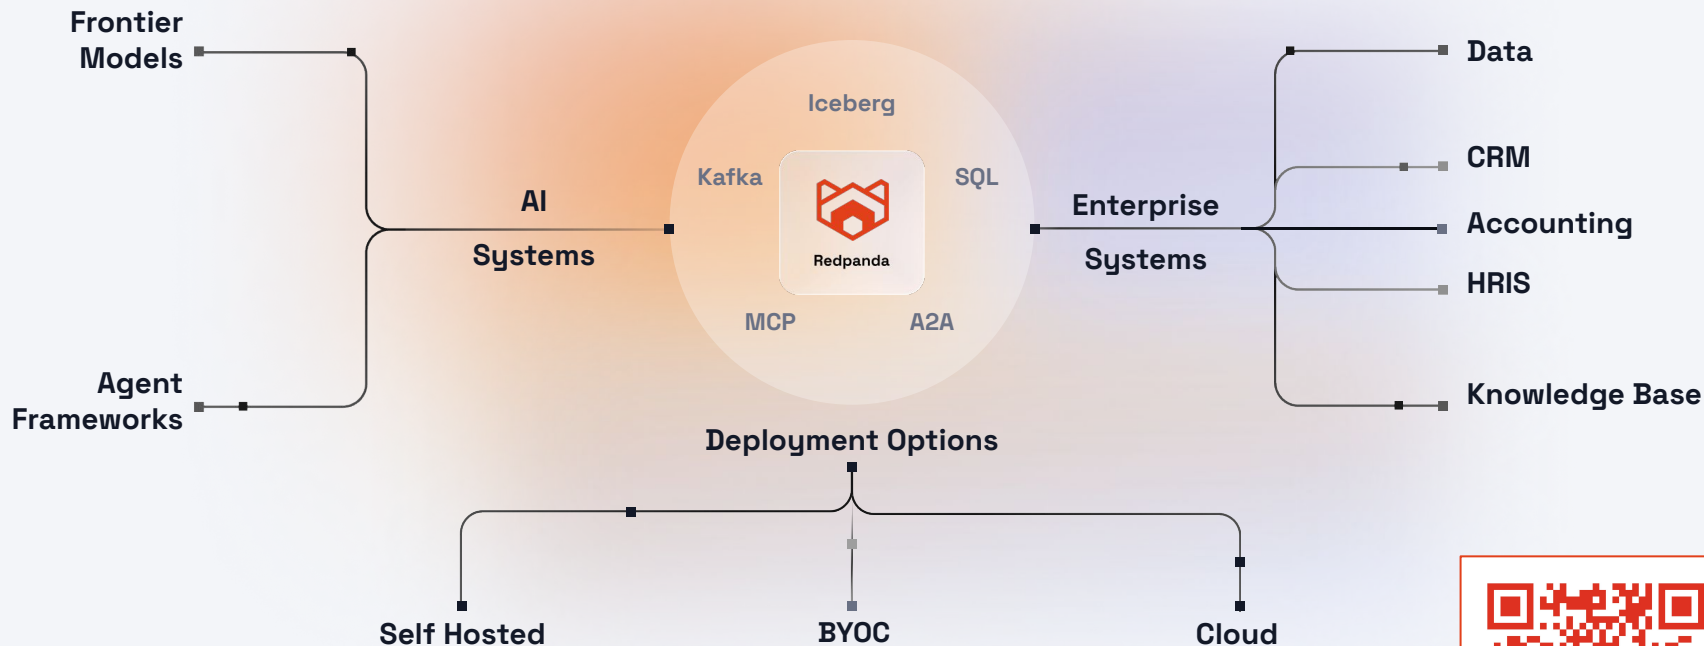 Frontier
Models
Agent
Frameworks
AI
Systems
Iceberg
Kafka
SQL
Redpanda
MCP
A2A
Enterprise
Systems
Data
CRM
Accounting
HRIS
Knowledge Base
Deployment Options
Self Hosted
BYOC
Cloud